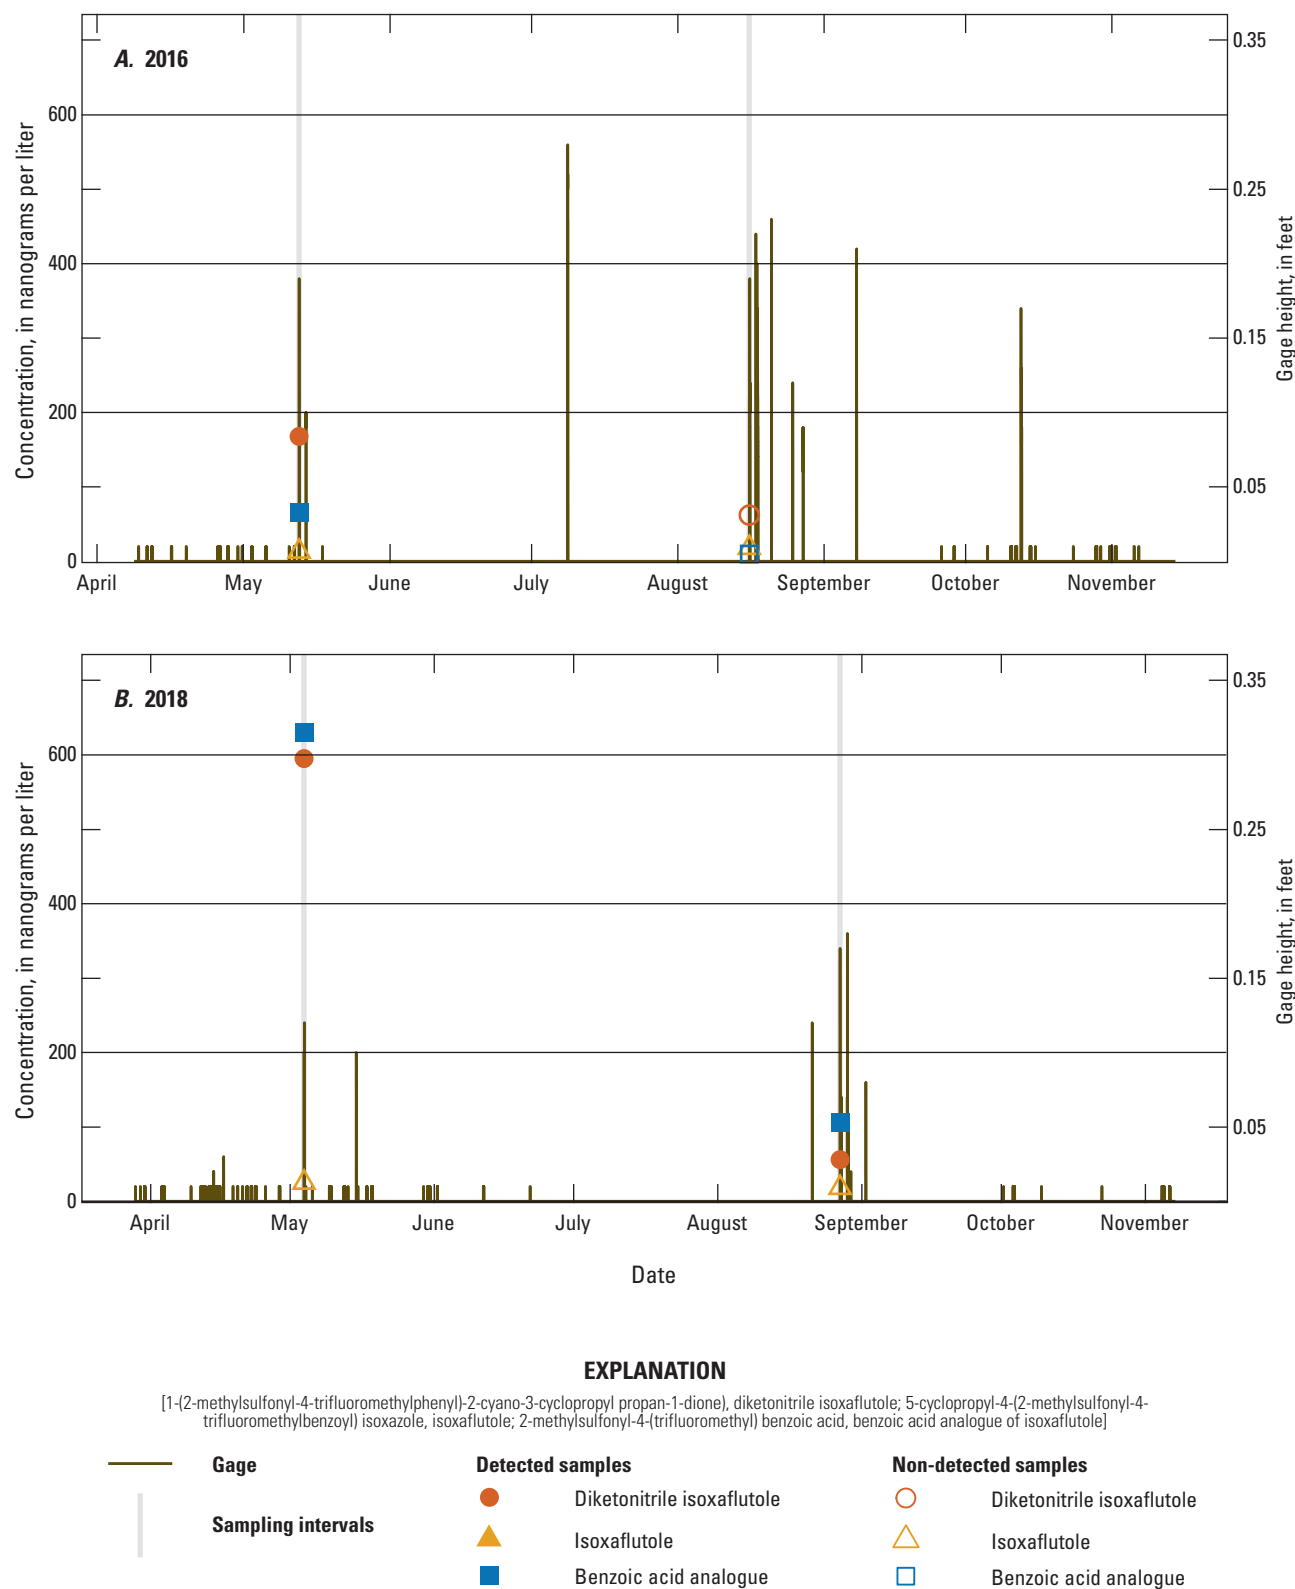 A. 2016
Concentration, in nanograms per liter
600
400
200
0
0.35
0.25
0.15
0.05
Gage height, in feet
April May June July August September October November
B. 2018
Concentration, in nanograms per liter
600
400
200
0
0.35
0.25
0.15
0.05
Gage height, in feet
April May June July August September October November
Date
EXPLANATION
[1-(2-methylsulfonyl-4-trifluoromethylphenyl)-2-cyano-3-cyclopropyl propan-1-dione), diketonitrile isoxaflutole; 5-cyclopropyl-4-(2-methylsulfonyl-4-
trifluoromethylbenzoyl) isoxazole, isoxaflutole; 2-methylsulfonyl-4-(trifluoromethyl) benzoic acid, benzoic acid analogue of isoxaflutole]
Gage
Sampling intervals
Detected samples
Diketonitrile isoxaflutole
Isoxaflutole
Benzoic acid analogue
Non-detected samples
Diketonitrile isoxaflutole
Isoxaflutole
Benzoic acid analogue